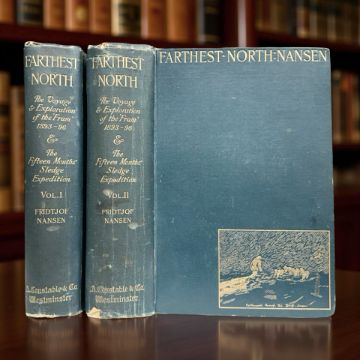 FARTHEST
NORTH
The Voyage
& Exploration
of the 'Fram'
1893-96
&
The
Fifteen Months'
Sledge
Expedition
VOL. I
FRIDTJOF
NANSEN
A. Constable & Co.
Westminster
FARTHEST
NORTH
The Voyage
& Exploration
of the 'Fram'
1893-96
&
The
Fifteen Months'
Sledge
Expedition
VOL. II
FRIDTJOF
NANSEN
A. Constable & Co.
Westminster
FARTHEST·NORTH·NANSEN